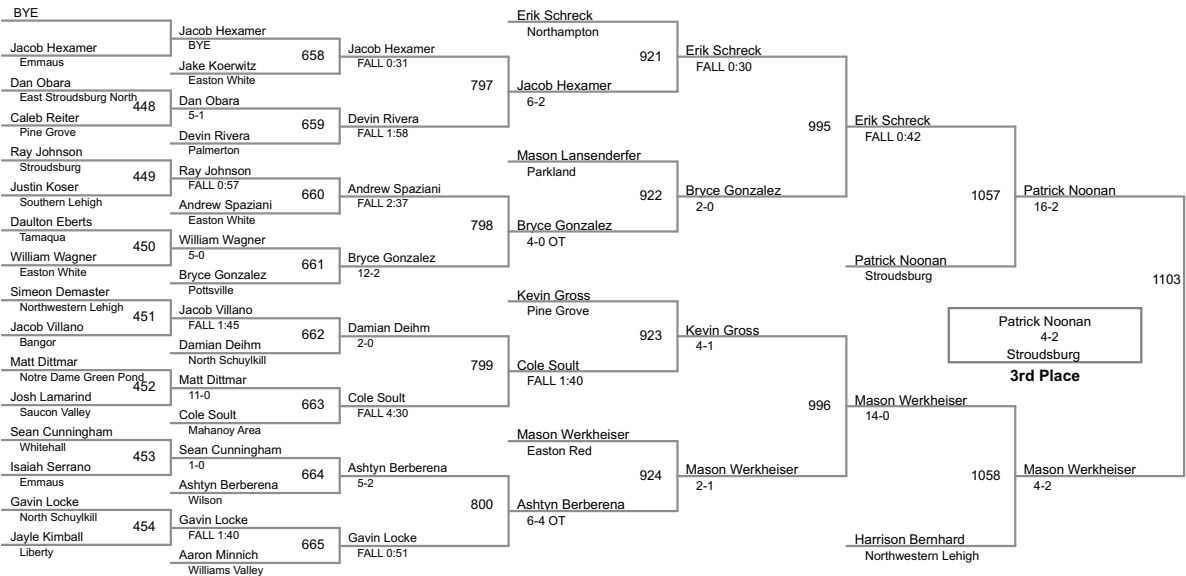 BYE
Jacob Hexamer
Emmaus
Dan Obara
East Stroudsburg North
448
Caleb Reiter
Pine Grove
Ray Johnson
Stroudsburg
449
Justin Koser
Southern Lehigh
Daulton Eberts
Tamaqua
450
William Wagner
Easton White
Simeon Demaster
Northwestern Lehigh
451
Jacob Villano
Bangor
Matt Dittmar
Notre Dame Green Pond
452
Josh Lamarind
Saucon Valley
Sean Cunningham
Whitehall
453
Isaiah Serrano
Emmaus
Gavin Locke
North Schuylkill
454
Jayle Kimball
Liberty
Jacob Hexamer
BYE
658
Jake Koerwitz
Easton White
Dan Obara
5-1
659
Devin Rivera
Palmerton
Ray Johnson
FALL 0:57
660
Andrew Spaziani
Easton White
William Wagner
5-0
661
Bryce Gonzalez
Pottsville
Jacob Villano
FALL 1:45
662
Damian Deihm
North Schuylkill
Matt Dittmar
11-0
663
Cole Soult
Mahanoy Area
Sean Cunningham
1-0
664
Ashtyn Berberena
Wilson
Gavin Locke
FALL 1:40
665
Aaron Minnich
Williams Valley
Jacob Hexamer
FALL 0:31
797
Devin Rivera
FALL 1:58
Andrew Spaziani
FALL 2:37
798
Bryce Gonzalez
12-2
Damian Deihm
2-0
799
Cole Soult
FALL 4:30
Ashtyn Berberena
5-2
800
Gavin Locke
FALL 0:51
Erik Schreck
Northampton
921
Jacob Hexamer
6-2
Mason Lansenderfer
Parkland
922
Bryce Gonzalez
4-0 OT
Kevin Gross
Pine Grove
923
Cole Soult
FALL 1:40
Mason Werkheiser
Easton Red
924
Ashtyn Berberena
6-4 OT
Erik Schreck
FALL 0:30
995
Bryce Gonzalez
2-0
Kevin Gross
4-1
996
Mason Werkheiser
2-1
Erik Schreck
FALL 0:42
1057
Patrick Noonan
Stroudsburg
Mason Werkheiser
14-0
1058
Harrison Bernhard
Northwestern Lehigh
Patrick Noonan
16-2
1103
Mason Werkheiser
4-2
Patrick Noonan
4-2
Stroudsburg
3rd Place